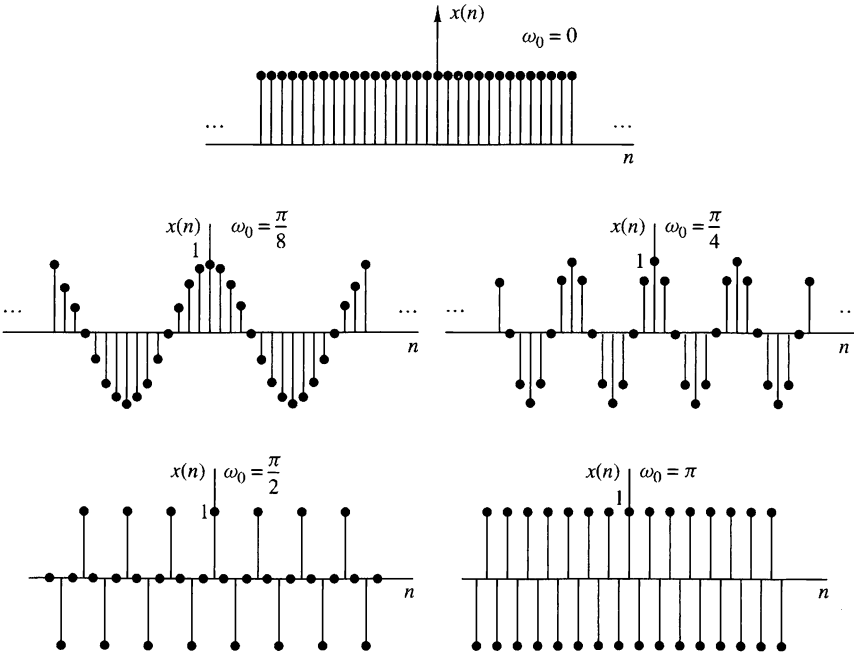 x(n)
ω₀ = 0
... ...
n
x(n) ω₀ = π/8
1
... ...
n
x(n) ω₀ = π/4
1
... ...
n
x(n) ω₀ = π/2
1
n
x(n) ω₀ = π
1
n